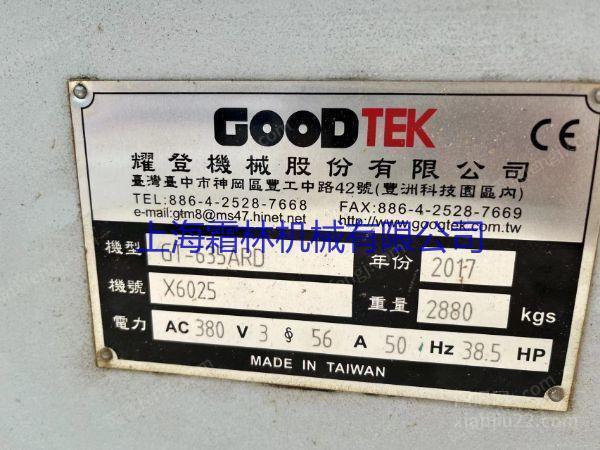 GOODTEK CE
耀登機械股份有限公司
臺灣臺中市神岡區豐工中路42號(豐洲科技園區內)
TEL:886-4-2528-7668 FAX:886-4-2528-7669
e-mail:gtm8@ms47.hinet.net http://www.googtek.com.tw
上海霜林机械有限公司
機型 GT-635ARD 年份 2017
機號 X6025 重量 2880 kgs
電力 AC 380 V 3 § 56 A 50 Hz 38.5 HP
MADE IN TAIWAN